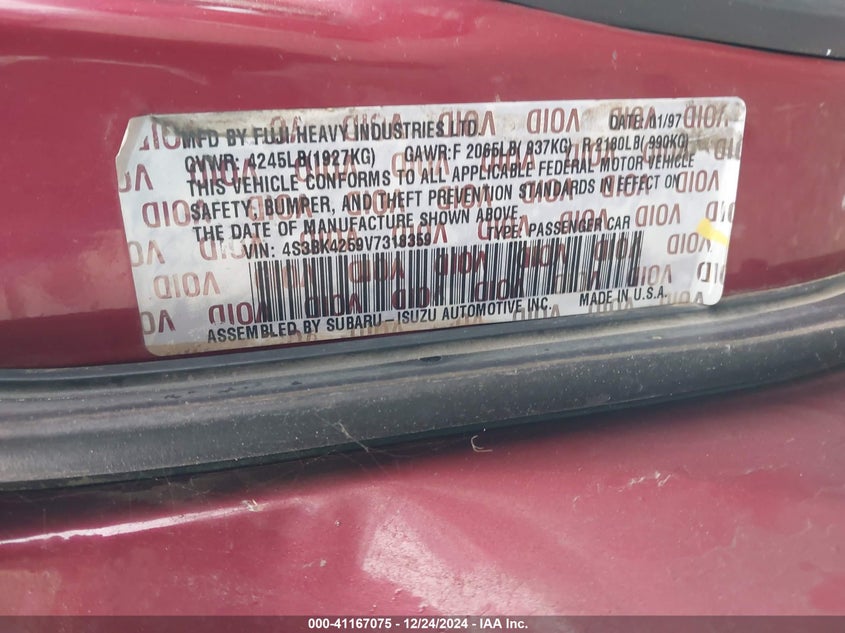 MFD BY FUJI HEAVY INDUSTRIES LTD. DATE: 01/97
GVWR: 4245LB(1927KG) GAWR:F 2065LB( 937KG) R 2180LB( 990KG)
THIS VEHICLE CONFORMS TO ALL APPLICABLE FEDERAL MOTOR VEHICLE
SAFETY, BUMPER, AND THEFT PREVENTION STANDARDS IN EFFECT ON
THE DATE OF MANUFACTURE SHOWN ABOVE
VIN: 4S3BK4259V7318359 TYPE: PASSENGER CAR
ASSEMBLED BY SUBARU-ISUZU AUTOMOTIVE INC. MADE IN U.S.A.
000-41167075 - 12/24/2024 - IAA Inc.